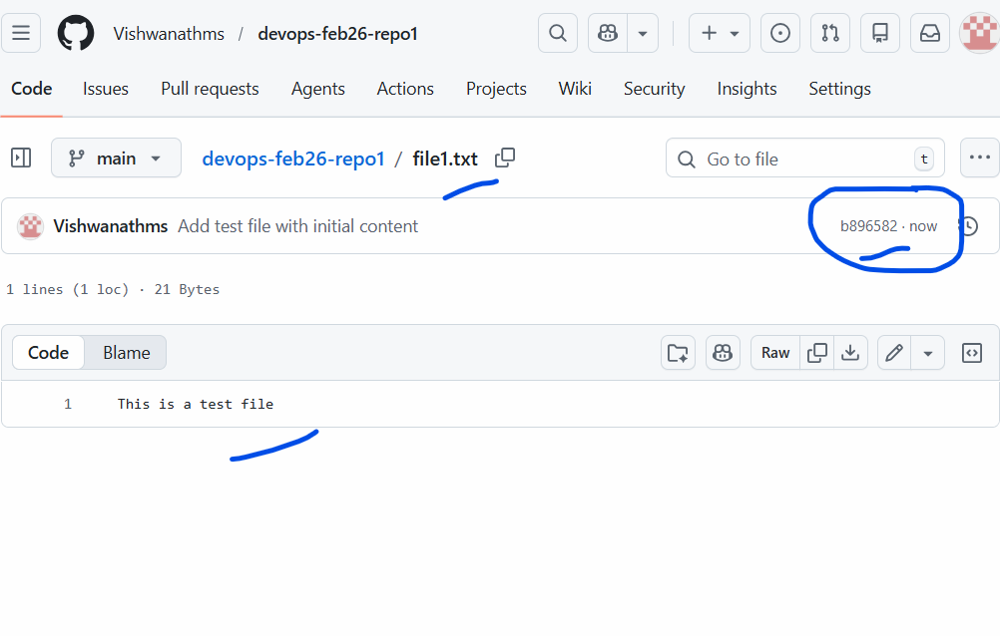 Vishwanathms / devops-feb26-repo1
Code Issues Pull requests Agents Actions Projects Wiki Security Insights Settings
main devops-feb26-repo1 / file1.txt Go to file t
Vishwanathms Add test file with initial content b896582 · now
1 lines (1 loc) · 21 Bytes
Code Blame Raw
1 This is a test file